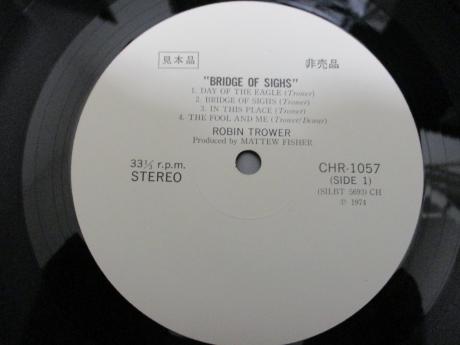 見本品
非売品
"BRIDGE OF SIGHS"
1. DAY OF THE EAGLE (Trower)
2. BRIDGE OF SIGHS (Trower)
3. IN THIS PLACE (Trower)
4. THE FOOL AND ME (Trower/Dewar)
ROBIN TROWER
Produced by MATTEW FISHER
33⅓ r.p.m.
STEREO
CHR-1057
(SIDE 1)
(SILBT 5693) CH
Ⓟ 1974